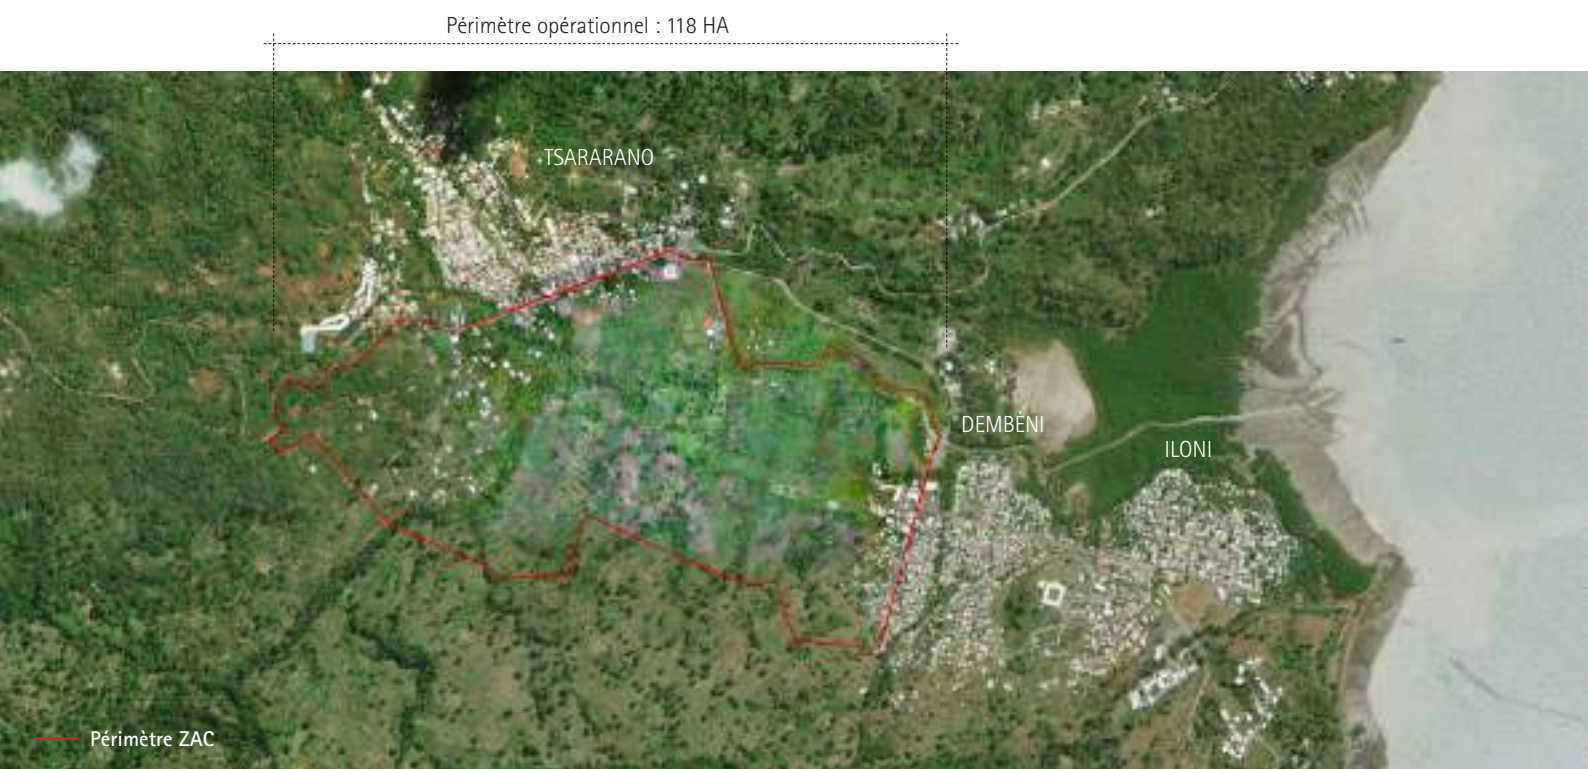 Périmètre opérationnel : 118 HA
TSARARANO
DEMBÉNI
ILONI
Périmètre ZAC